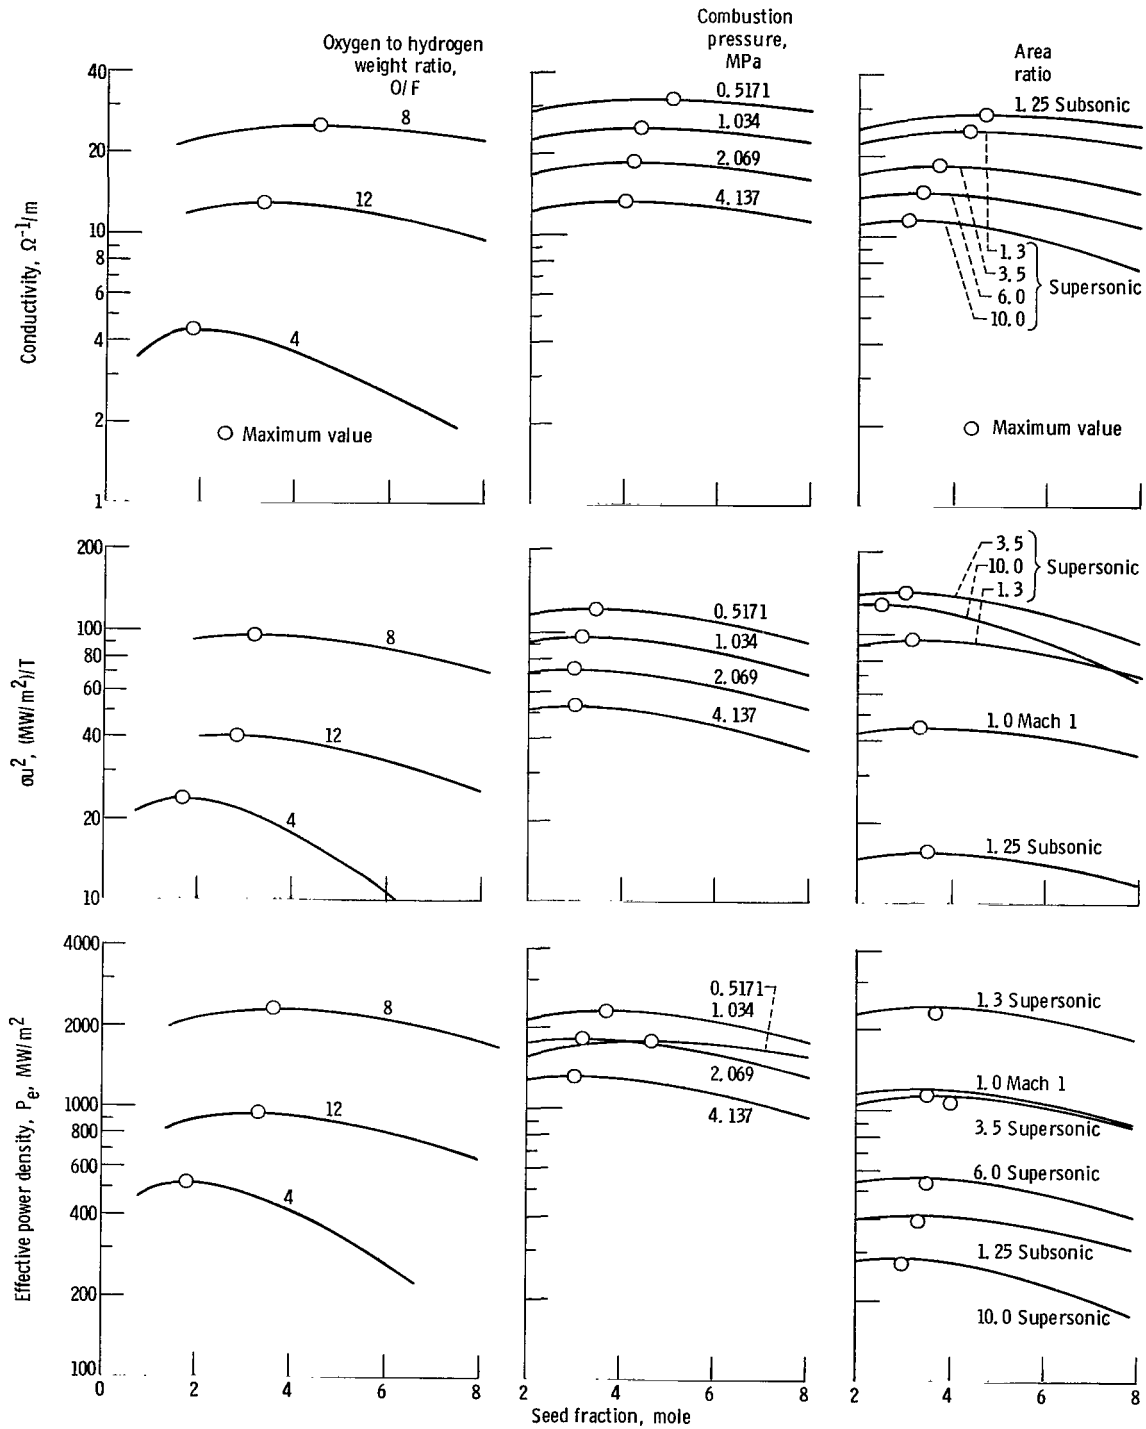 Oxygen to hydrogen
weight ratio,
O/F
Combustion
pressure,
MPa
Area
ratio
Conductivity, Ω⁻¹/m
40
20
10
8
6
4
2
1
8
12
4
Maximum value
0.5171
1.034
2.069
4.137
1.25 Subsonic
1.3
3.5
6.0
10.0
Supersonic
Maximum value
σu², (MW/m²)/T
200
100
80
60
40
20
10
8
12
4
0.5171
1.034
2.069
4.137
3.5
10.0
1.3
Supersonic
1.0 Mach 1
1.25 Subsonic
Effective power density, Pe, MW/m²
4000
2000
1000
800
600
400
200
100
8
12
4
0.5171
1.034
2.069
4.137
1.3 Supersonic
1.0 Mach 1
3.5 Supersonic
6.0 Supersonic
1.25 Subsonic
10.0 Supersonic
0 2 4 6 8
2 4 6 8
2 4 6 8
Seed fraction, mole